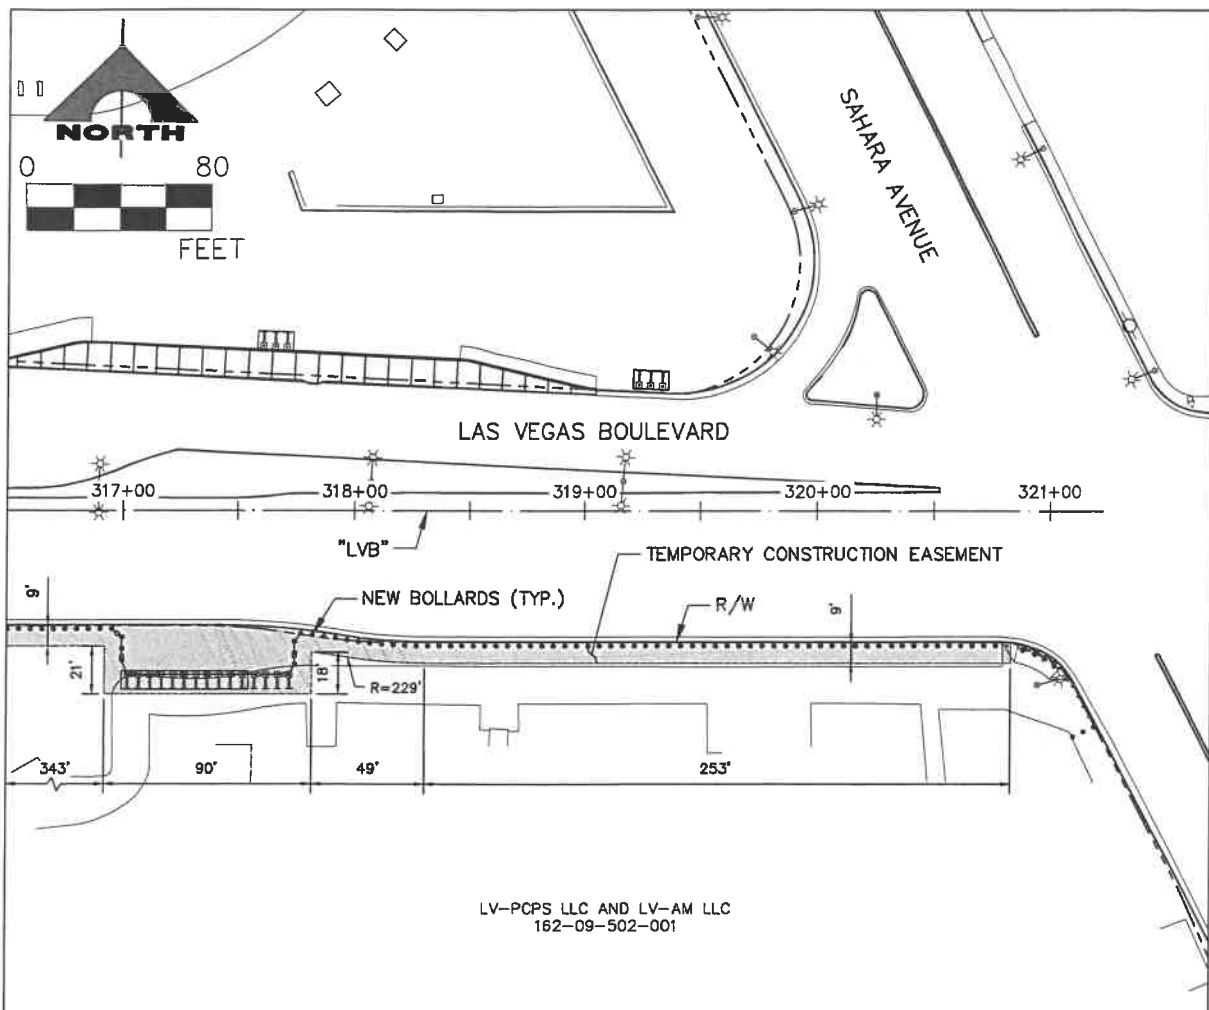 NORTH
0 80
FEET
SAHARA AVENUE
LAS VEGAS BOULEVARD
317+00 318+00 319+00 320+00 321+00
"LVB"
TEMPORARY CONSTRUCTION EASEMENT
NEW BOLLARDS (TYP.)
R/W
9'
9'
21'
18'
R=229'
343' 90' 49' 253'
LV-PCPS LLC AND LV-AM LLC
162-09-502-001